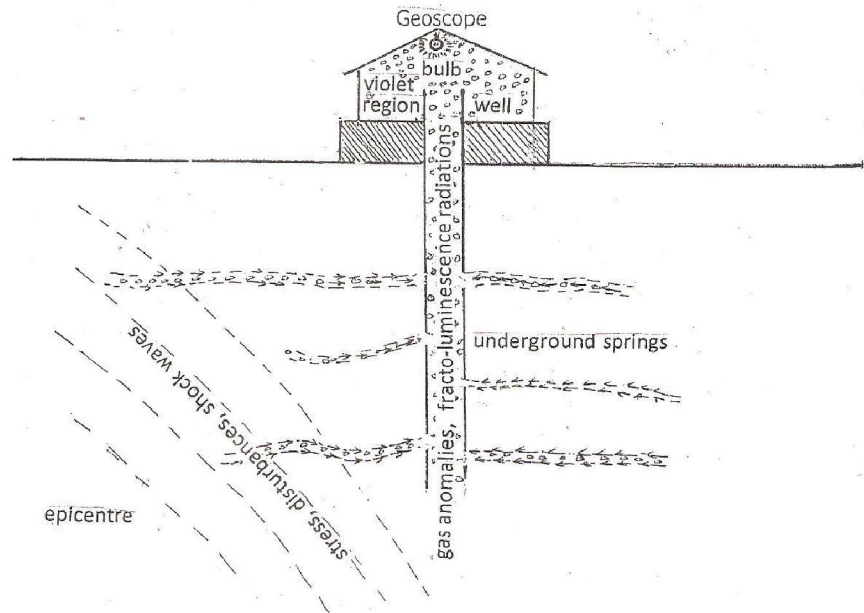 Geoscope
bulb
violet
region
well
gas anomalies, fracto-luminescence radiations
underground springs
stress, disturbances, shock waves
epicentre